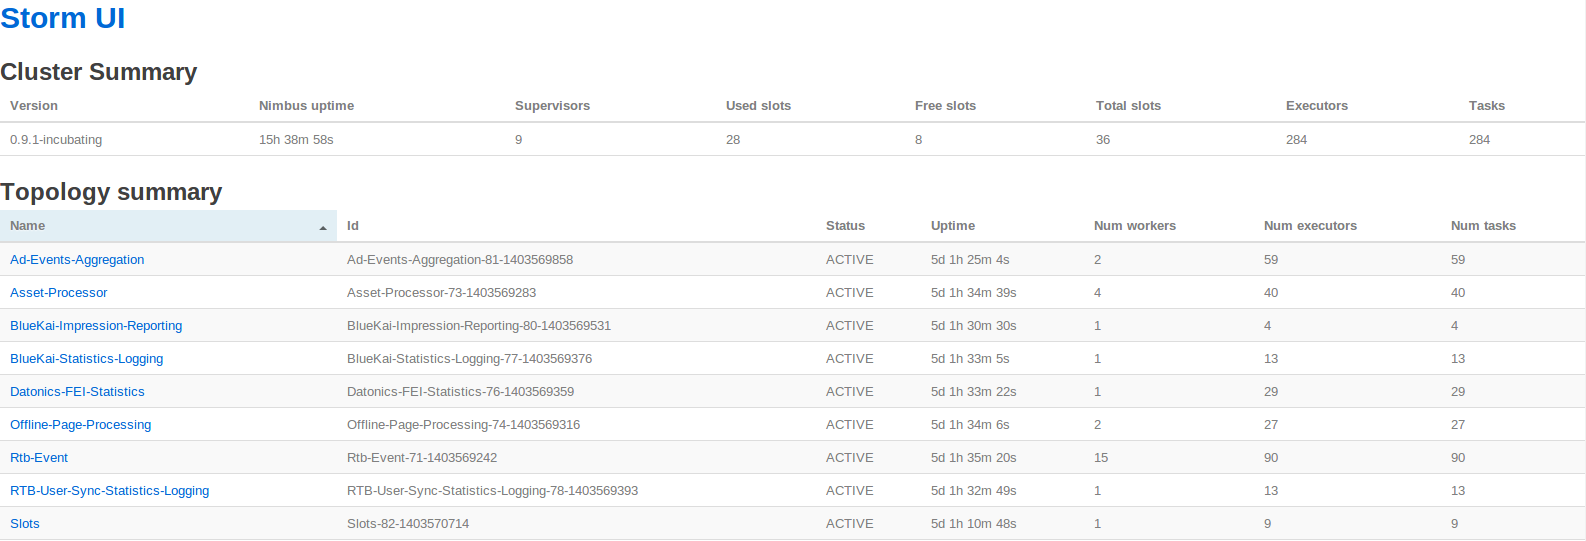 Storm UI
Cluster Summary
Version Nimbus uptime Supervisors Used slots Free slots Total slots Executors Tasks
0.9.1-incubating 15h 38m 58s 9 28 8 36 284 284
Topology summary
Name Id Status Uptime Num workers Num executors Num tasks
Ad-Events-Aggregation Ad-Events-Aggregation-81-1403569858 ACTIVE 5d 1h 25m 4s 2 59 59
Asset-Processor Asset-Processor-73-1403569283 ACTIVE 5d 1h 34m 39s 4 40 40
BlueKai-Impression-Reporting BlueKai-Impression-Reporting-80-1403569531 ACTIVE 5d 1h 30m 30s 1 4 4
BlueKai-Statistics-Logging BlueKai-Statistics-Logging-77-1403569376 ACTIVE 5d 1h 33m 5s 1 13 13
Datonics-FEI-Statistics Datonics-FEI-Statistics-76-1403569359 ACTIVE 5d 1h 33m 22s 1 29 29
Offline-Page-Processing Offline-Page-Processing-74-1403569316 ACTIVE 5d 1h 34m 6s 2 27 27
Rtb-Event Rtb-Event-71-1403569242 ACTIVE 5d 1h 35m 20s 15 90 90
RTB-User-Sync-Statistics-Logging RTB-User-Sync-Statistics-Logging-78-1403569393 ACTIVE 5d 1h 32m 49s 1 13 13
Slots Slots-82-1403570714 ACTIVE 5d 1h 10m 48s 1 9 9